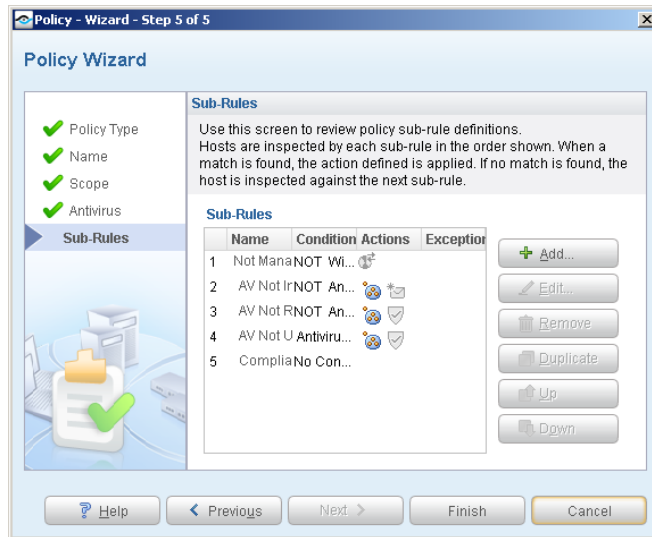 Policy - Wizard - Step 5 of 5
Policy Wizard
Policy Type
Name
Scope
Antivirus
Sub-Rules
Sub-Rules
Use this screen to review policy sub-rule definitions.
Hosts are inspected by each sub-rule in the order shown. When a
match is found, the action defined is applied. If no match is found, the
host is inspected against the next sub-rule.
Sub-Rules
Name Condition Actions Exception
1 Not Mana NOT Wi...
2 AV Not Ir NOT An...
3 AV Not R NOT An...
4 AV Not U Antiviru...
5 Complia No Con...
Add...
Edit...
Remove
Duplicate
Up
Down
Help
Previous
Next
Finish
Cancel